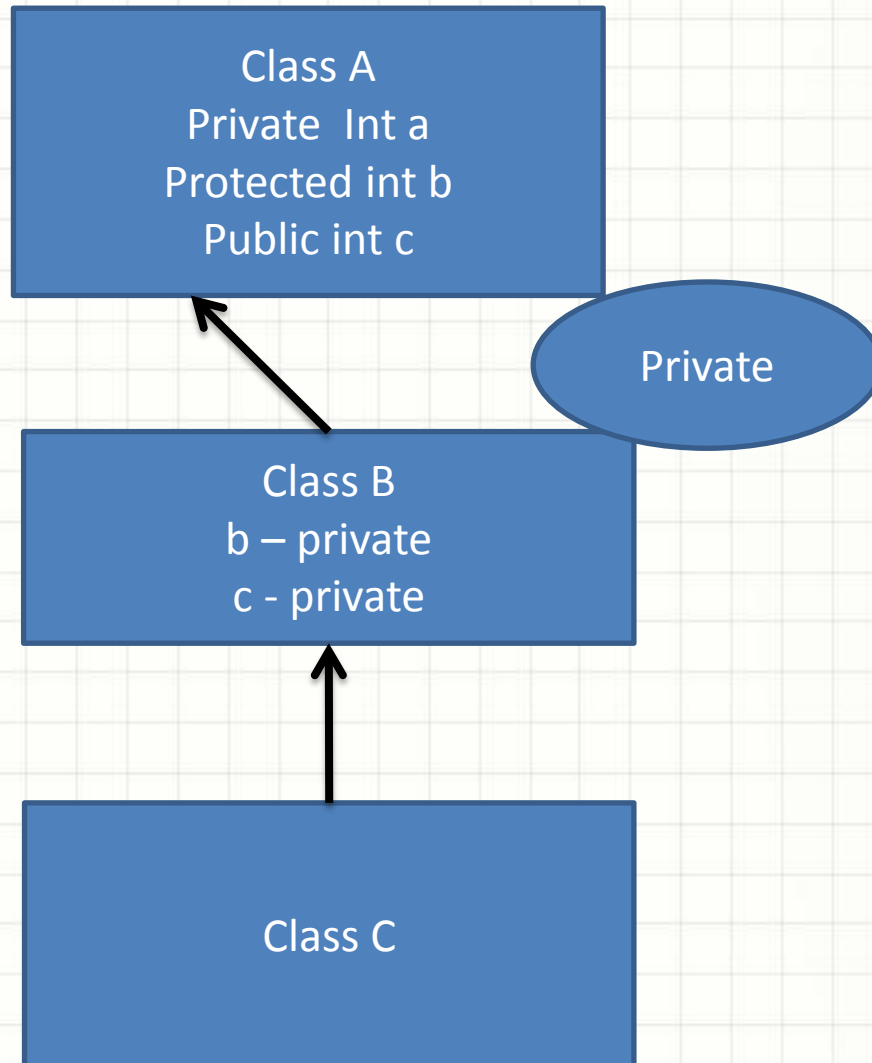 Class A
Private  Int a
Protected int b
Public int c
Private
Class B
b – private
c - private
Class C